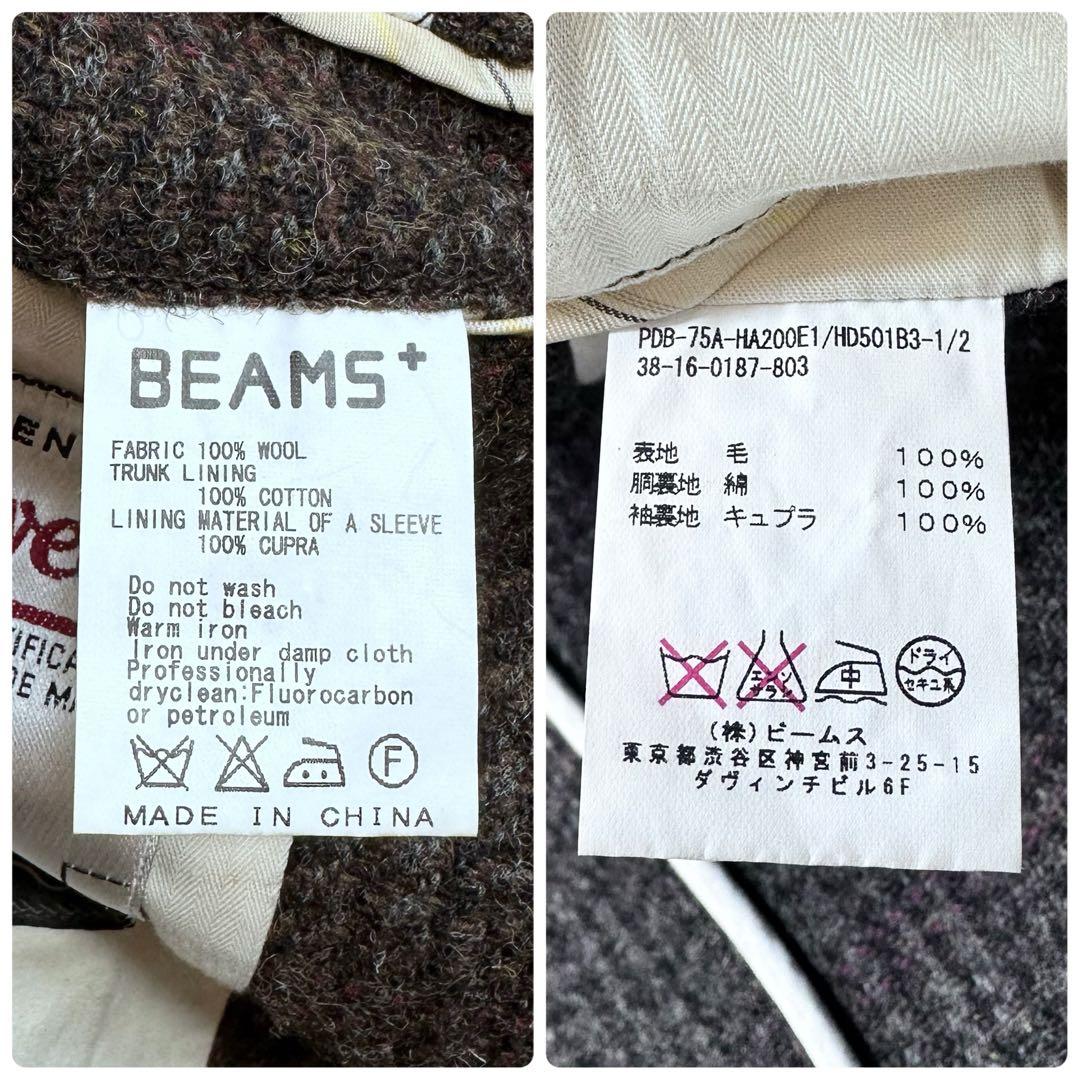 BEAMS+
FABRIC 100% WOOL
TRUNK LINING
100% COTTON
LINING MATERIAL OF A SLEEVE
100% CUPRA
Do not wash
Do not bleach
Warm iron
Iron under damp cloth
Professionally
dryclean:Fluorocarbon
or petroleum
F
MADE IN CHINA
EN
PDB-75A-HA200E1/HD501B3-1/2
38-16-0187-803
表地 毛 100%
胴裏地 綿 100%
袖裏地 キュプラ 100%
エンソ サラシ 中 ドライ セキユ系
(株)ビームス
東京都渋谷区神宮前3-25-15
ダヴィンチビル6F